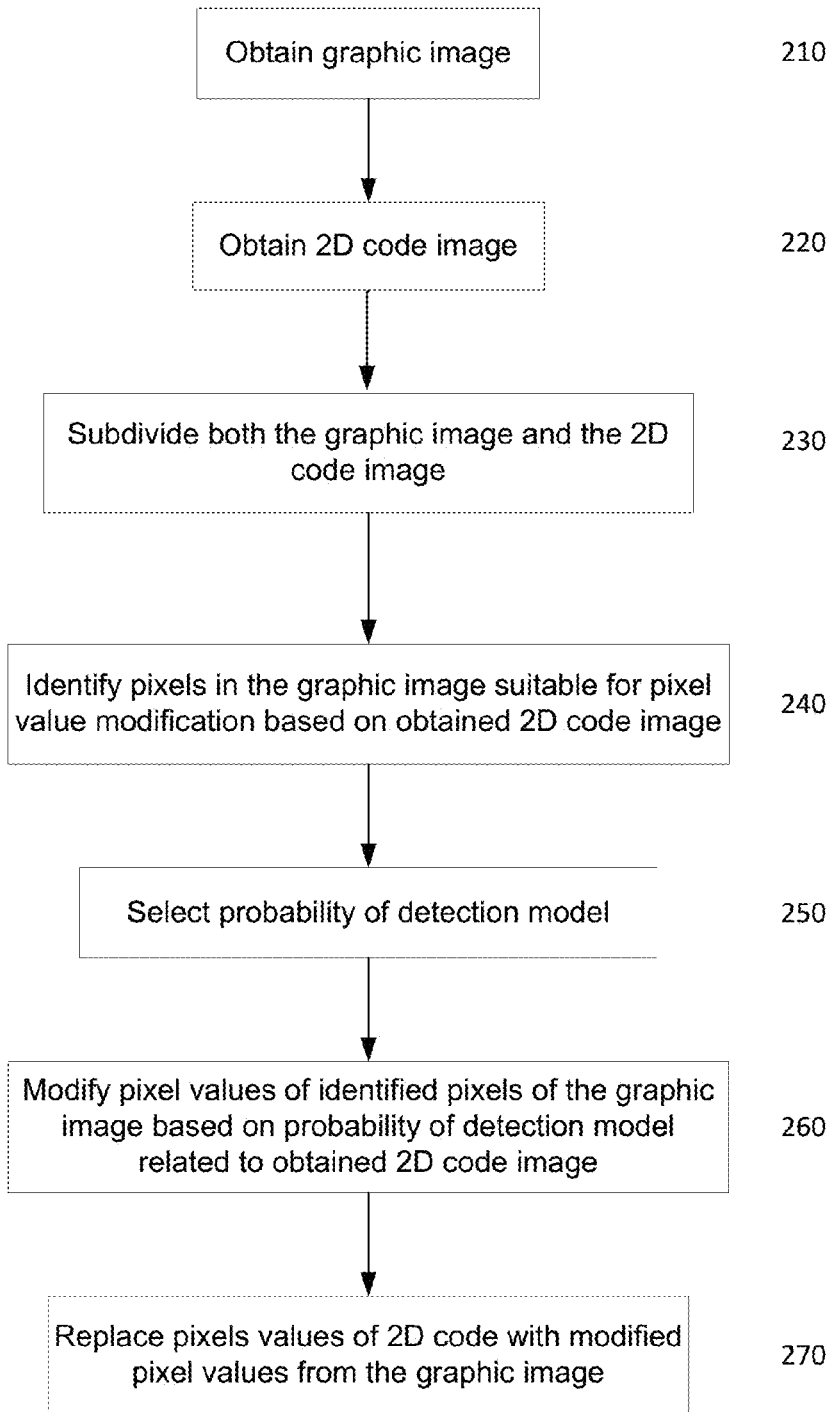 Obtain graphic image
210
Obtain 2D code image
220
Subdivide both the graphic image and the 2D
code image
230
Identify pixels in the graphic image suitable for pixel
value modification based on obtained 2D code image
240
Select probability of detection model
250
Modify pixel values of identified pixels of the graphic
image based on probability of detection model
related to obtained 2D code image
260
Replace pixels values of 2D code with modified
pixel values from the graphic image
270